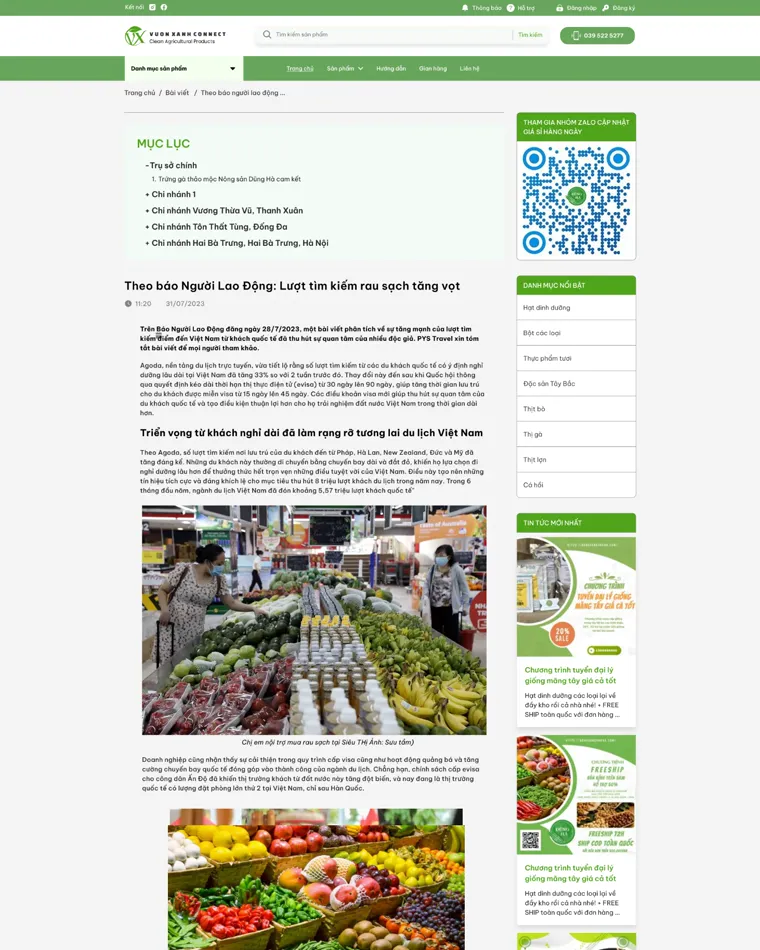 Kết nối
Thông báo
Hỗ trợ
Đăng nhập
Đăng ký
VUON XANH CONNECT
Clean Agricultural Products
Tìm kiếm sản phẩm
Tìm kiếm
039 522 5277
Danh mục sản phẩm
Trang chủ
Sản phẩm
Hướng dẫn
Gian hàng
Liên hệ
Trang chủ / Bài viết / Theo báo người lao động ...
MỤC LỤC
-Trụ sở chính
1. Trứng gà thảo mộc Nông sản Dũng Hà cam kết
+ Chi nhánh 1
+ Chi nhánh Vương Thừa Vũ, Thanh Xuân
+ Chi nhánh Tôn Thất Tùng, Đống Đa
+ Chi nhánh Hai Bà Trưng, Hai Bà Trưng, Hà Nội
Theo báo Người Lao Động: Lượt tìm kiếm rau sạch tăng vọt
11:20 31/07/2023
Trên Báo Người Lao Động đăng ngày 28/7/2023, một bài viết phân tích về sự tăng mạnh của lượt tìm
kiếm điểm đến Việt Nam từ khách quốc tế đã thu hút sự quan tâm của nhiều độc giả. PYS Travel xin tóm
tắt bài viết để mọi người tham khảo.
Agoda, nền tảng du lịch trực tuyến, vừa tiết lộ rằng số lượt tìm kiếm từ các du khách quốc tế có ý định nghỉ
dưỡng lâu dài tại Việt Nam đã tăng 33% so với 2 tuần trước đó. Thay đổi này đến sau khi Quốc hội thông
qua quyết định kéo dài thời hạn thị thực điện tử (evisa) từ 30 ngày lên 90 ngày, giúp tăng thời gian lưu trú
cho du khách được miễn visa từ 15 ngày lên 45 ngày. Các điều khoản visa mới giúp thu hút sự quan tâm của
du khách quốc tế và tạo điều kiện thuận lợi hơn cho họ trải nghiệm đất nước Việt Nam trong thời gian dài
hơn.
Triển vọng từ khách nghỉ dài đã làm rạng rỡ tương lai du lịch Việt Nam
Theo Agoda, số lượt tìm kiếm nơi lưu trú của du khách đến từ Pháp, Hà Lan, New Zealand, Đức và Mỹ đã
tăng đáng kể. Những du khách này thường di chuyển bằng chuyến bay dài và đắt đỏ, khiến họ lựa chọn đi
nghỉ dưỡng lâu hơn để thưởng thức hết trọn vẹn những điều tuyệt vời của Việt Nam. Điều này tạo nên những
tín hiệu tích cực và đáng khích lệ cho mục tiêu thu hút 8 triệu lượt khách du lịch trong năm nay. Trong 6
tháng đầu năm, ngành du lịch Việt Nam đã đón khoảng 5,57 triệu lượt khách quốc tế"
taste of Australia
Chị em nội trợ mua rau sạch tại Siêu THị Ảnh: Sưu tầm)
Doanh nghiệp cũng nhận thấy sự cải thiện trong quy trình cấp visa cũng như hoạt động quảng bá và tăng
cường chuyến bay quốc tế đóng góp vào thành công của ngành du lịch. Chẳng hạn, chính sách cấp evisa
cho công dân Ấn Độ đã khiến thị trường khách từ đất nước này tăng đột biến, và nay đang là thị trường
quốc tế có lượng đặt phòng lớn thứ 2 tại Việt Nam, chỉ sau Hàn Quốc.
THAM GIA NHÓM ZALO CẬP NHẬT
GIÁ SỈ HÀNG NGÀY
DANH MỤC NỔI BẬT
Hạt dinh dưỡng
Bột các loại
Thực phẩm tươi
Đặc sản Tây Bắc
Thịt bò
Thị gà
Thịt lợn
Cá hồi
TIN TỨC MỚI NHẤT
CHƯƠNG TRÌNH
TUYỂN ĐẠI LÝ GIỐNG
MĂNG TÂY GIÁ CẢ TỐT
20%
SALE
Chương trình tuyển đại lý
giống măng tây giá cả tốt
Hạt dinh dưỡng các loại lại về
đầy kho rồi cả nhà nhé! + FREE
SHIP toàn quốc với đơn hàng ...
CHƯƠNG TRÌNH
FREESHIP
FREESHIP 12H
SHIP COD TOÀN QUỐC
Chương trình tuyển đại lý
giống măng tây giá cả tốt
Hạt dinh dưỡng các loại lại về
đầy kho rồi cả nhà nhé! + FREE
SHIP toàn quốc với đơn hàng ...